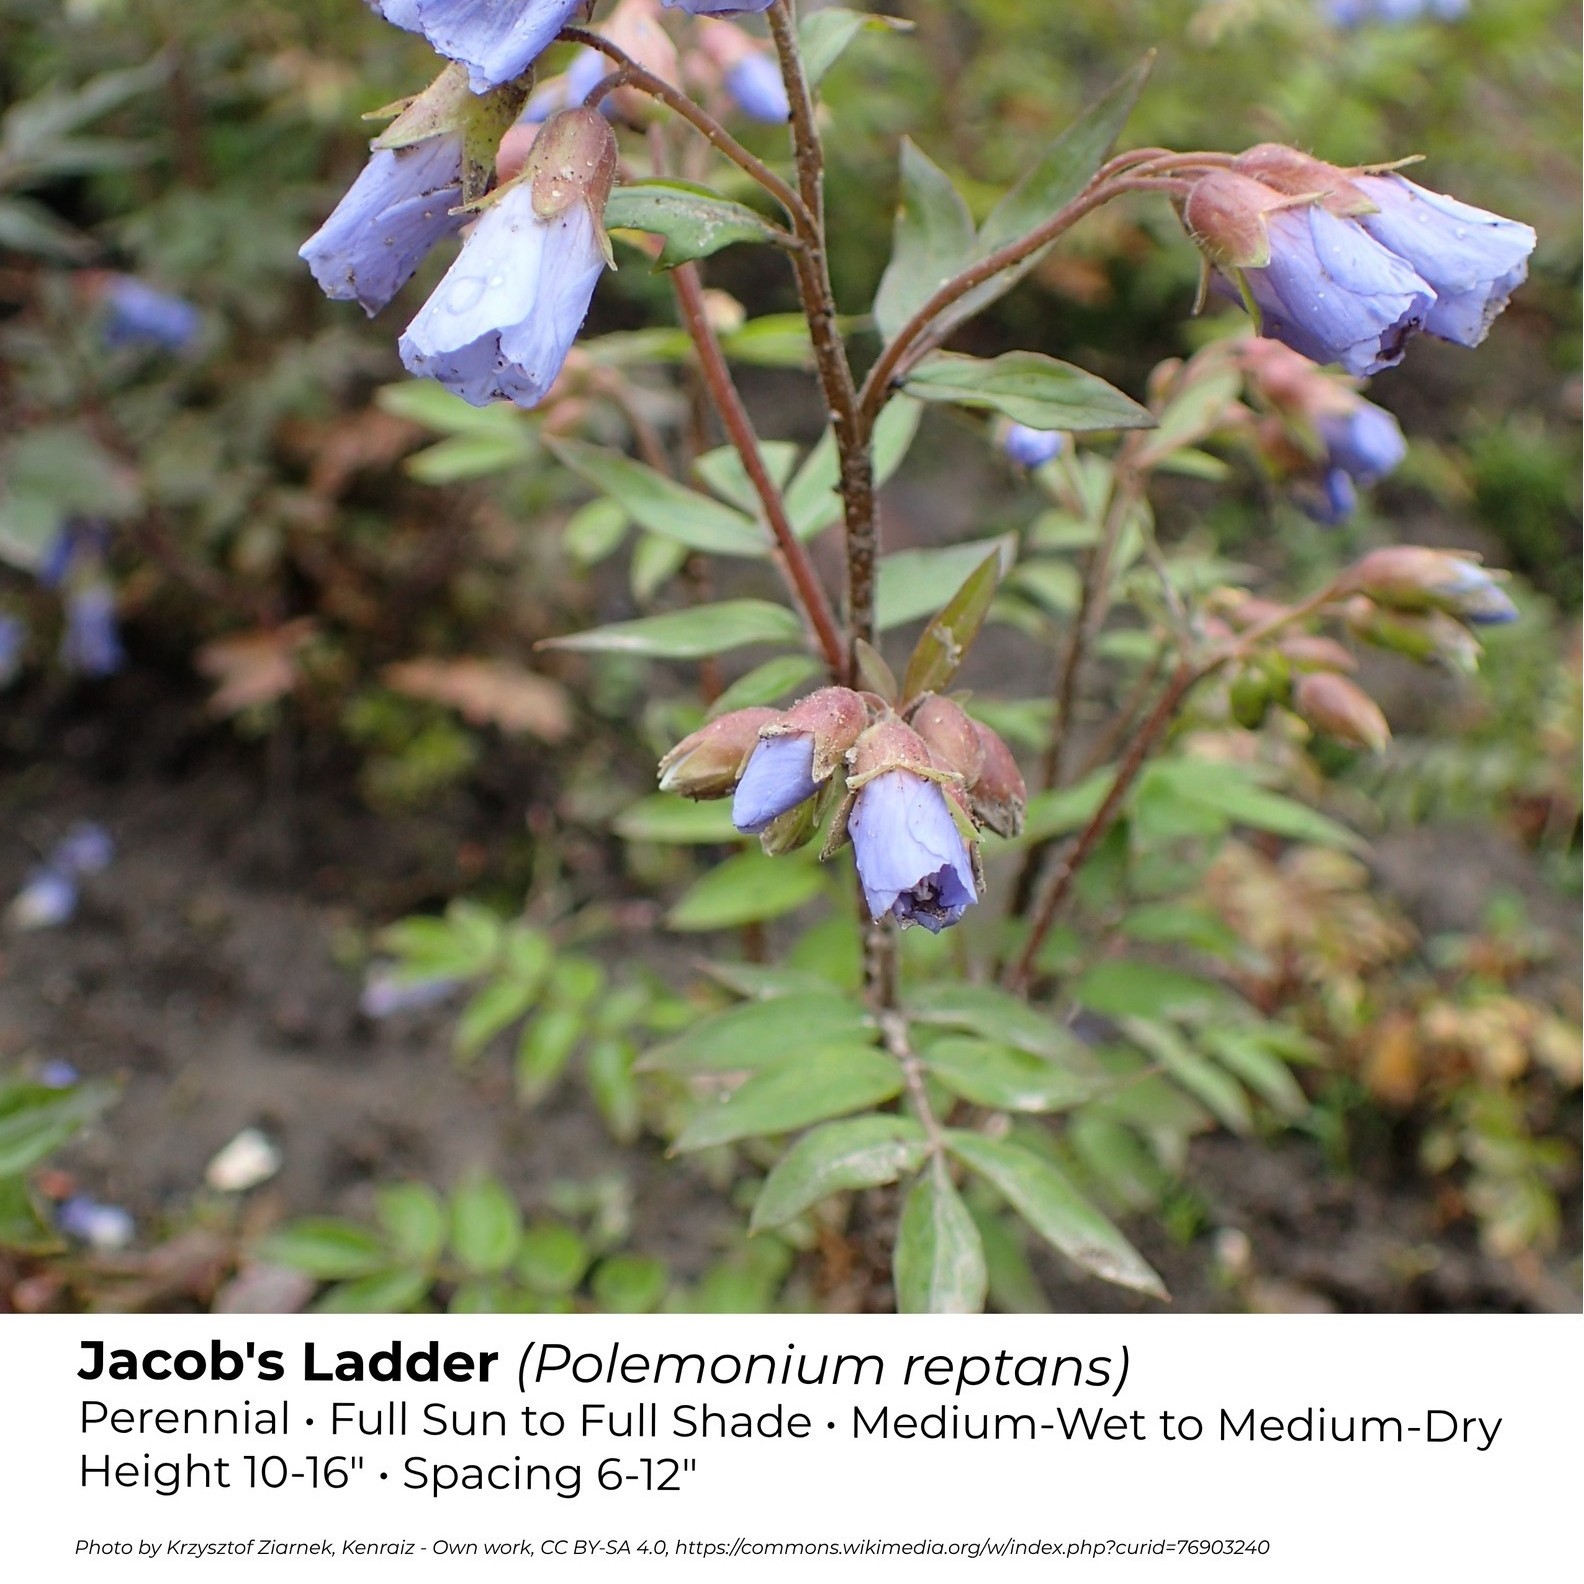 Jacob's Ladder (Polemonium reptans)
Perennial • Full Sun to Full Shade • Medium-Wet to Medium-Dry
Height 10-16" • Spacing 6-12"
Photo by Krzysztof Ziarnek, Kenraiz - Own work, CC BY-SA 4.0, https://commons.wikimedia.org/w/index.php?curid=76903240